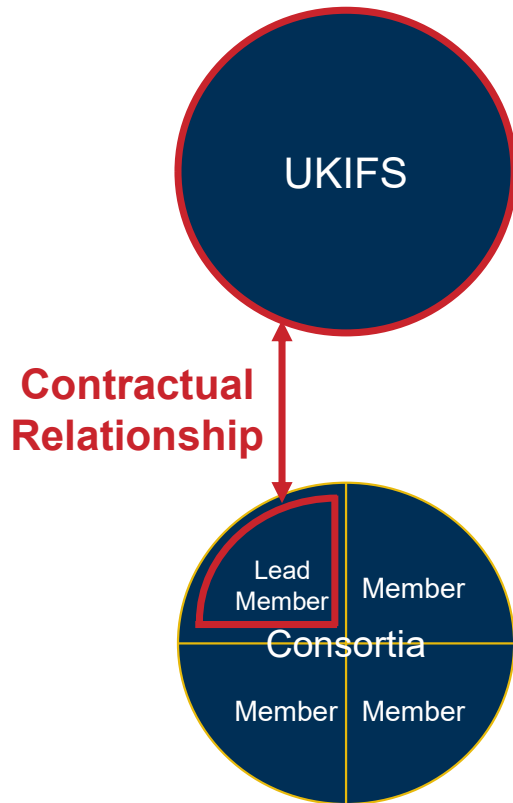 UKIFS
Contractual
Relationship
Lead
Member
Member
Consortia
Member
Member